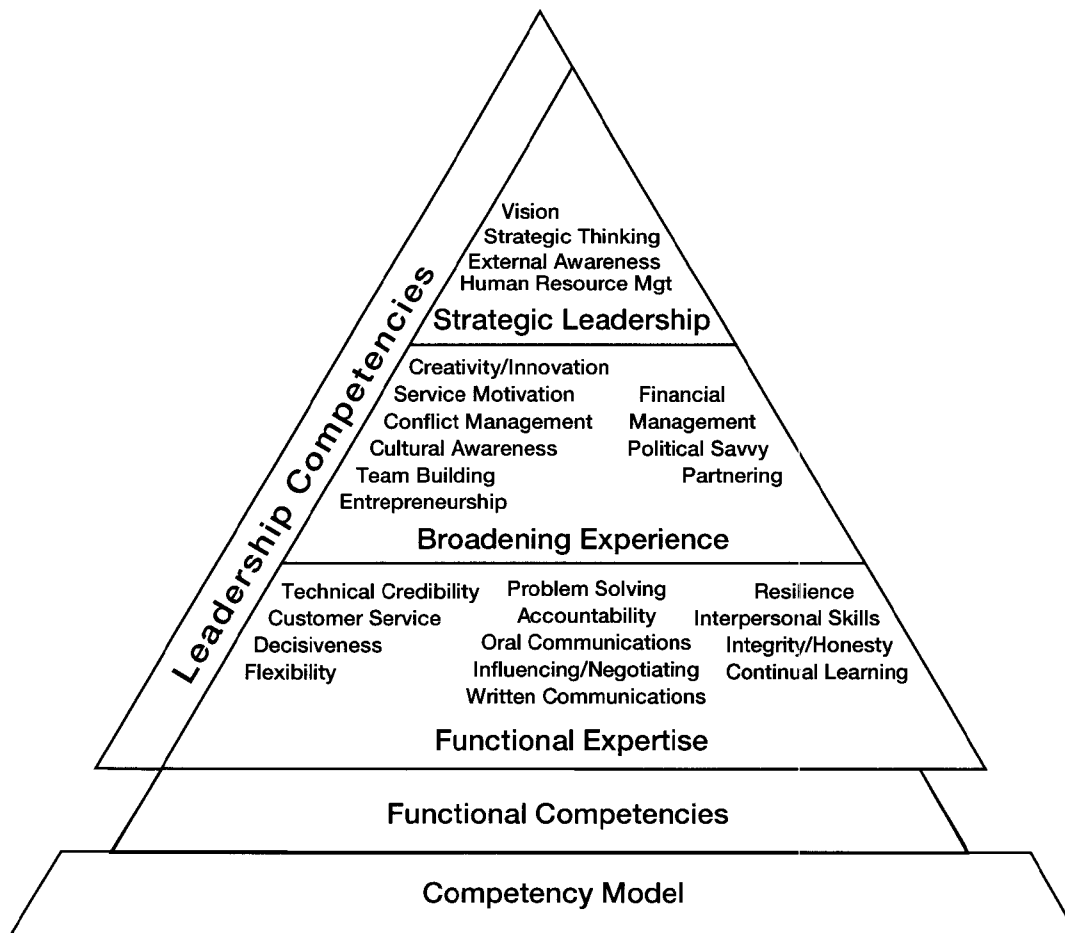 Leadership Competencies
Vision
Strategic Thinking
External Awareness
Human Resource Mgt
Strategic Leadership
Creativity/Innovation
Service Motivation
Conflict Management
Cultural Awareness
Team Building
Entrepreneurship
Financial
Management
Political Savvy
Partnering
Broadening Experience
Technical Credibility
Customer Service
Decisiveness
Flexibility
Problem Solving
Accountability
Oral Communications
Influencing/Negotiating
Written Communications
Resilience
Interpersonal Skills
Integrity/Honesty
Continual Learning
Functional Expertise
Functional Competencies
Competency Model